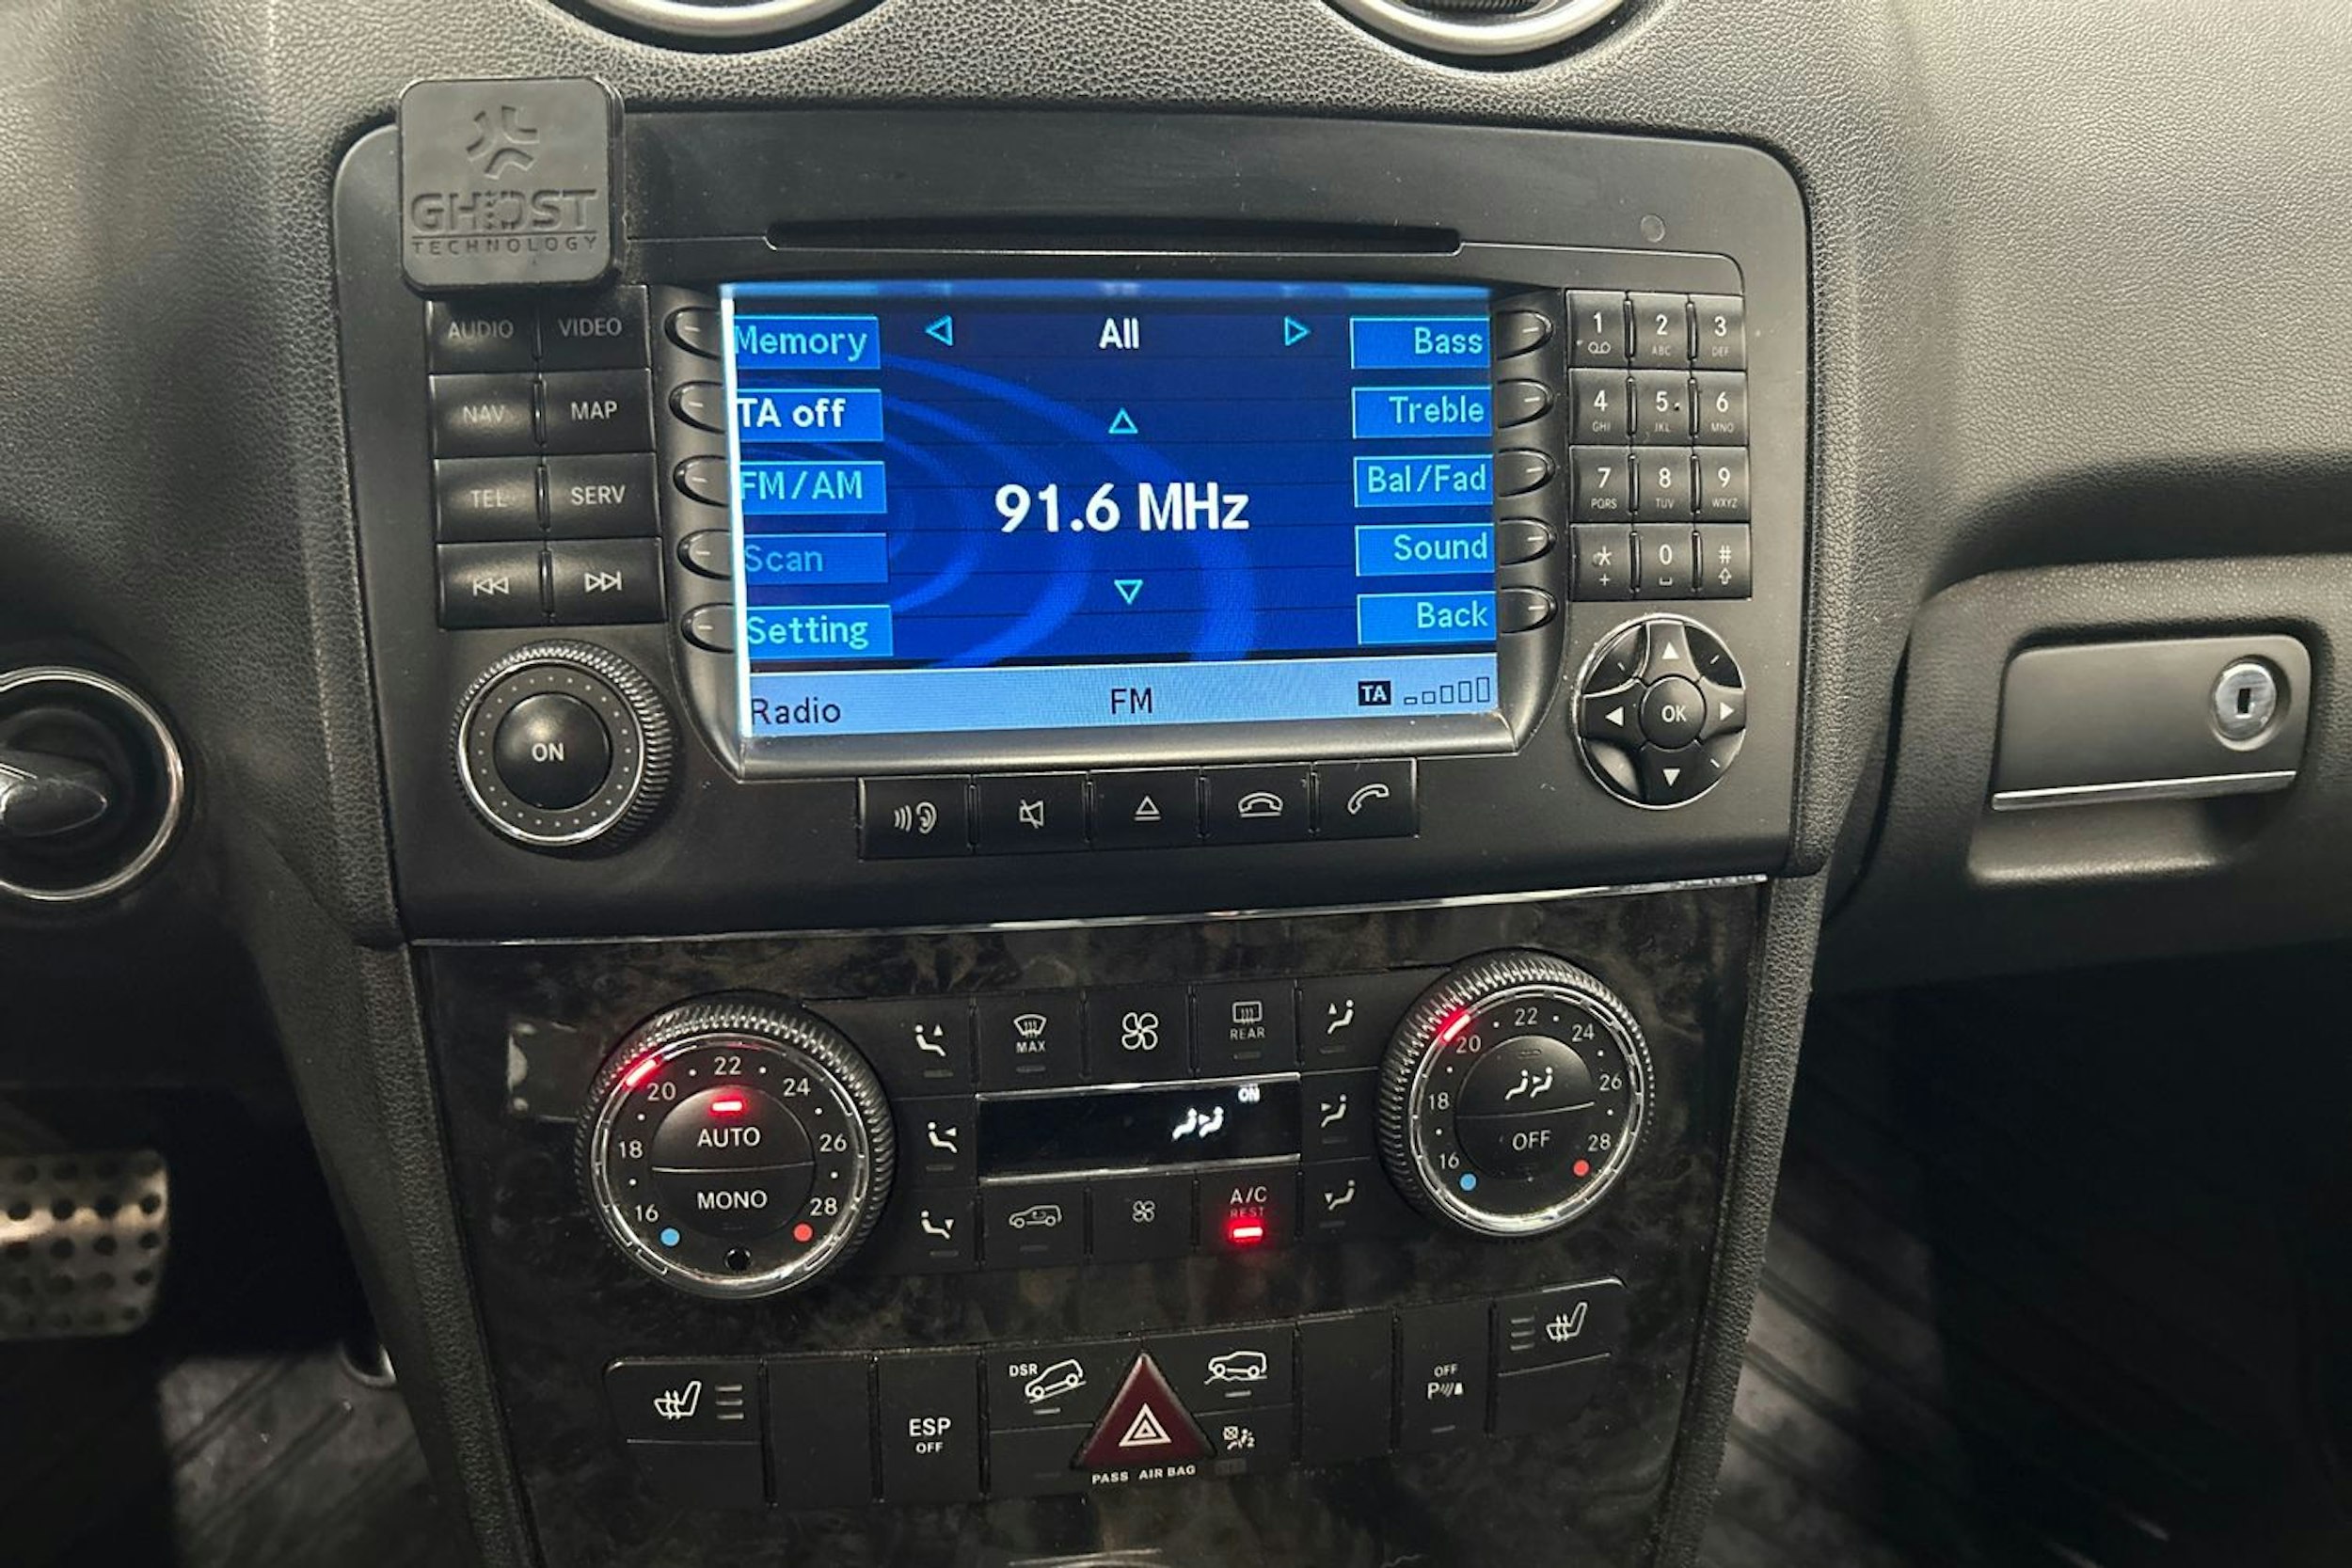 GHOST
TECHNOLOGY
AUDIO VIDEO
NAV MAP
TEL SERV
ON
Memory All Bass
TA off Treble
FM/AM 91.6 MHz Bal/Fad
Scan Sound
Setting Back
Radio FM TA
1 2 ABC 3 DEF
4 GHI 5 JKL 6 MNO
7 PQRS 8 TUV 9 WXYZ
* + 0 #
OK
16 18 20 22 24 26 28
AUTO
MONO
MAX
REAR
ON
A/C
REST
16 18 20 22 24 26 28
OFF
ESP
OFF
DSR
PASS AIR BAG
OFF
P